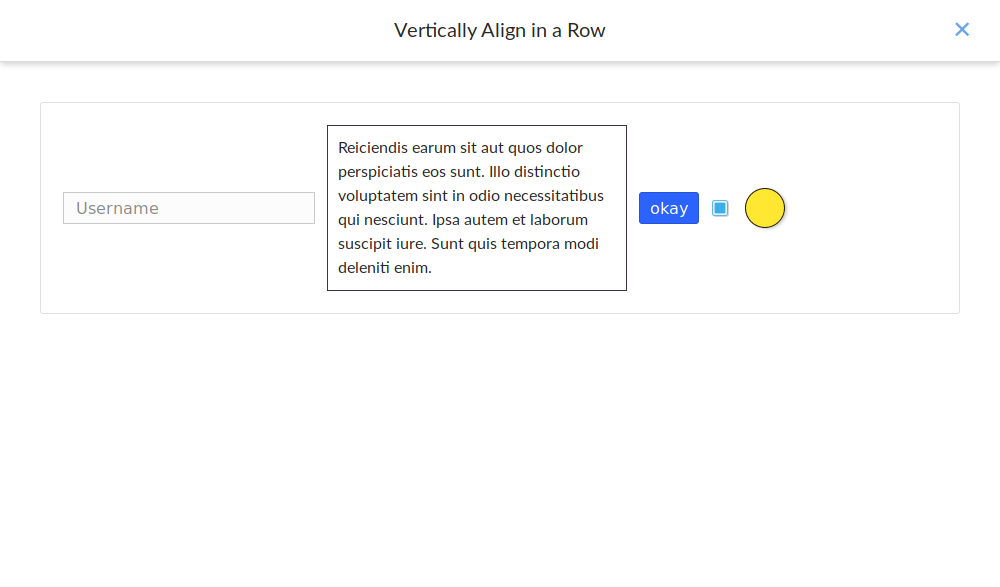 Vertically Align in a Row
✕
Username
Reiciendis earum sit aut quos dolor
perspiciatis eos sunt. Illo distinctio
voluptatem sint in odio necessitatibus
qui nesciunt. Ipsa autem et laborum
suscipit iure. Sunt quis tempora modi
deleniti enim.
okay